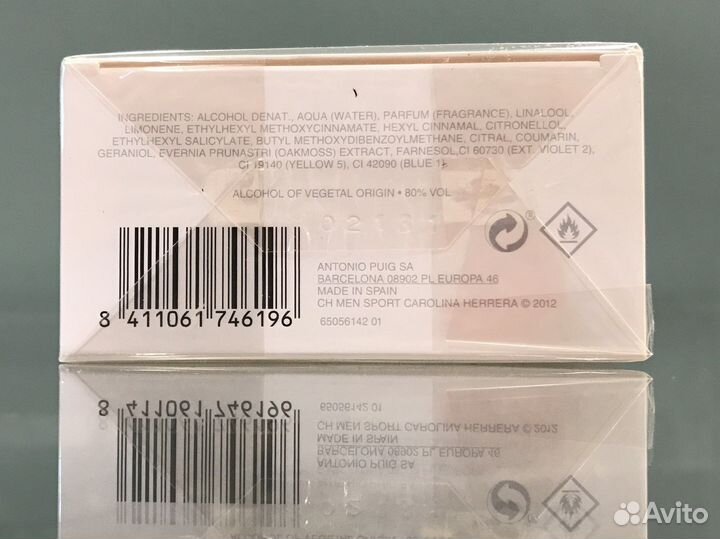 INGREDIENTS: ALCOHOL DENAT., AQUA (WATER), PARFUM (FRAGRANCE), LINALOOL,
LIMONENE, ETHYLHEXYL METHOXYCINNAMATE, HEXYL CINNAMAL, CITRONELLOL,
ETHYLHEXYL SALICYLATE, BUTYL METHOXYDIBENZOYLMETHANE, CITRAL, COUMARIN,
GERANIOL, EVERNIA PRUNASTRI (OAKMOSS) EXTRACT, FARNESOL,CI 60730 (EXT. VIOLET 2),
CI 19140 (YELLOW 5), CI 42090 (BLUE 1).
ALCOHOL OF VEGETAL ORIGIN • 80% VOL
ANTONIO PUIG SA
BARCELONA 08902 PL EUROPA 46
MADE IN SPAIN
CH MEN SPORT CAROLINA HERRERA © 2012
65056142 01
8 411061 746196
Avito